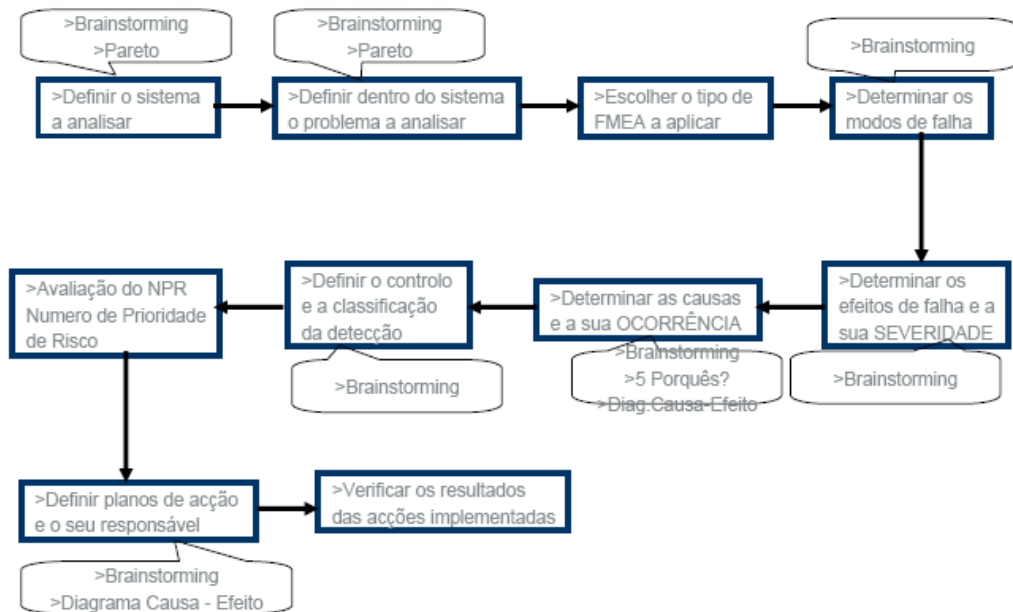 >Brainstorming
>Pareto
>Brainstorming
>Pareto
>Brainstorming
>Definir o sistema
a analisar
>Definir dentro do sistema
o problema a analisar
>Escolher o tipo de
FMEA a aplicar
>Determinar os
modos de falha
>Avaliação do NPR
Numero de Prioridade
de Risco
>Definir o controlo
e a classificação
da detecção
>Determinar as causas
e a sua OCORRÊNCIA
>Determinar os
efeitos de falha e a
sua SEVERIDADE
>Brainstorming
>Brainstorming
>5 Porquês?
>Diag.Causa-Efeito
>Brainstorming
>Definir planos de acção
e o seu responsável
>Verificar os resultados
das acções implementadas
>Brainstorming
>Diagrama Causa - Efeito